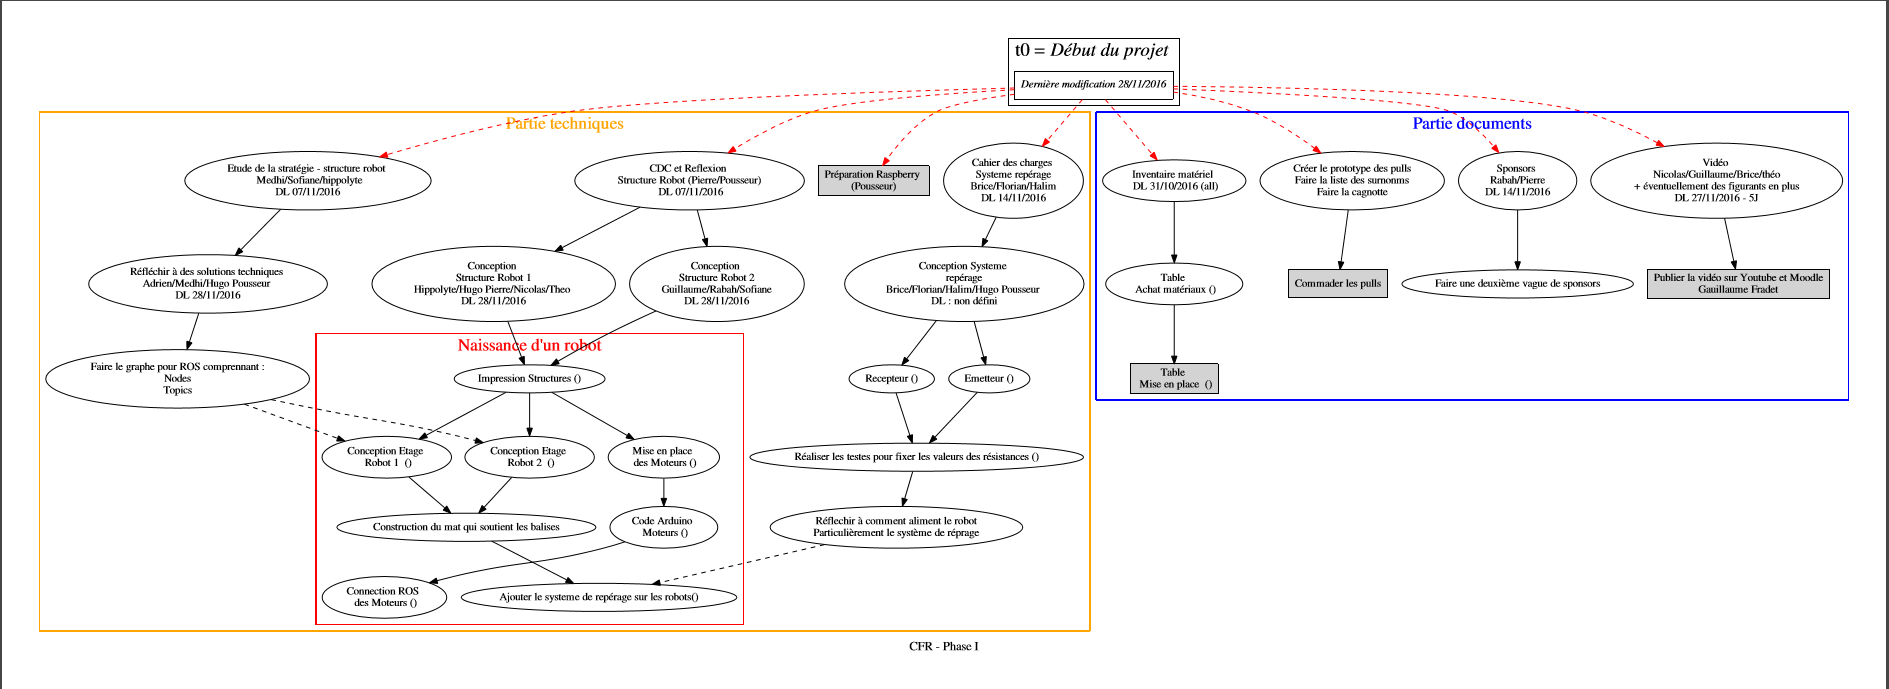 t0 = Début du projet
Dernière modification 28/11/2016
Partie techniques
Etude de la stratégie - structure robot
Medhi/Sofiane/hippolyte
DL 07/11/2016
CDC et Reflexion
Structure Robot (Pierre/Pousseur)
DL 07/11/2016
Préparation Raspberry
(Pousseur)
Cahier des charges
Systeme repérage
Brice/Florian/Halim
DL 14/11/2016
Réfléchir à des solutions techniques
Adrien/Medhi/Hugo Pousseur
DL 28/11/2016
Conception
Structure Robot 1
Hippolyte/Hugo Pierre/Nicolas/Theo
DL 28/11/2016
Conception
Structure Robot 2
Guillaume/Rabah/Sofiane
DL 28/11/2016
Conception Systeme
repérage
Brice/Florian/Halim/Hugo Pousseur
DL : non défini
Faire le graphe pour ROS comprennant :
Nodes
Topics
Naissance d'un robot
Impression Structures ()
Recepteur ()
Emetteur ()
Conception Etage
Robot 1 ()
Conception Etage
Robot 2 ()
Mise en place
des Moteurs ()
Réaliser les testes pour fixer les valeurs des résistances ()
Construction du mat qui soutient les balises
Code Arduino
Moteurs ()
Réflechir à comment aliment le robot
Particulièrement le système de réprage
Connection ROS
des Moteurs ()
Ajouter le systeme de repérage sur les robots()
Partie documents
Inventaire matériel
DL 31/10/2016 (all)
Créer le prototype des pulls
Faire la liste des surnonms
Faire la cagnotte
Sponsors
Rabah/Pierre
DL 14/11/2016
Vidéo
Nicolas/Guillaume/Brice/théo
+ éventuellement des figurants en plus
DL 27/11/2016 - 5J
Table
Achat matériaux ()
Commader les pulls
Faire une deuxième vague de sponsors
Publier la vidéo sur Youtube et Moodle
Gauillaume Fradet
Table
Mise en place ()
CFR - Phase I